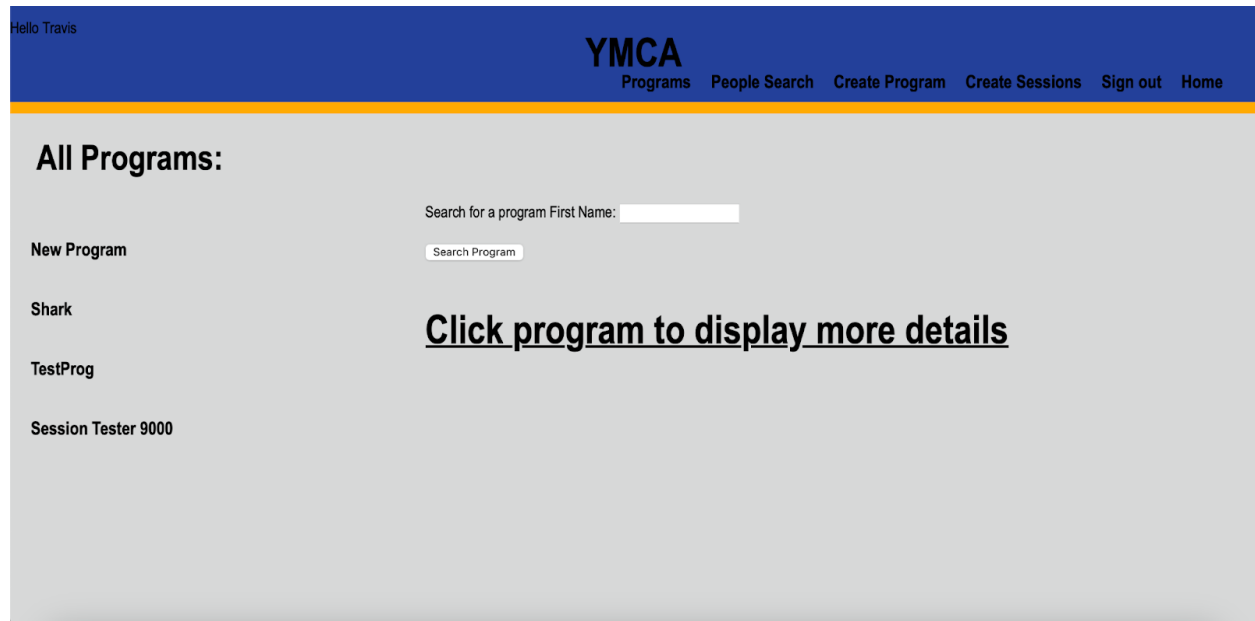 Hello Travis
YMCA
Programs People Search Create Program Create Sessions Sign out Home
All Programs:
Search for a program First Name:
New Program
Search Program
Shark
Click program to display more details
TestProg
Session Tester 9000